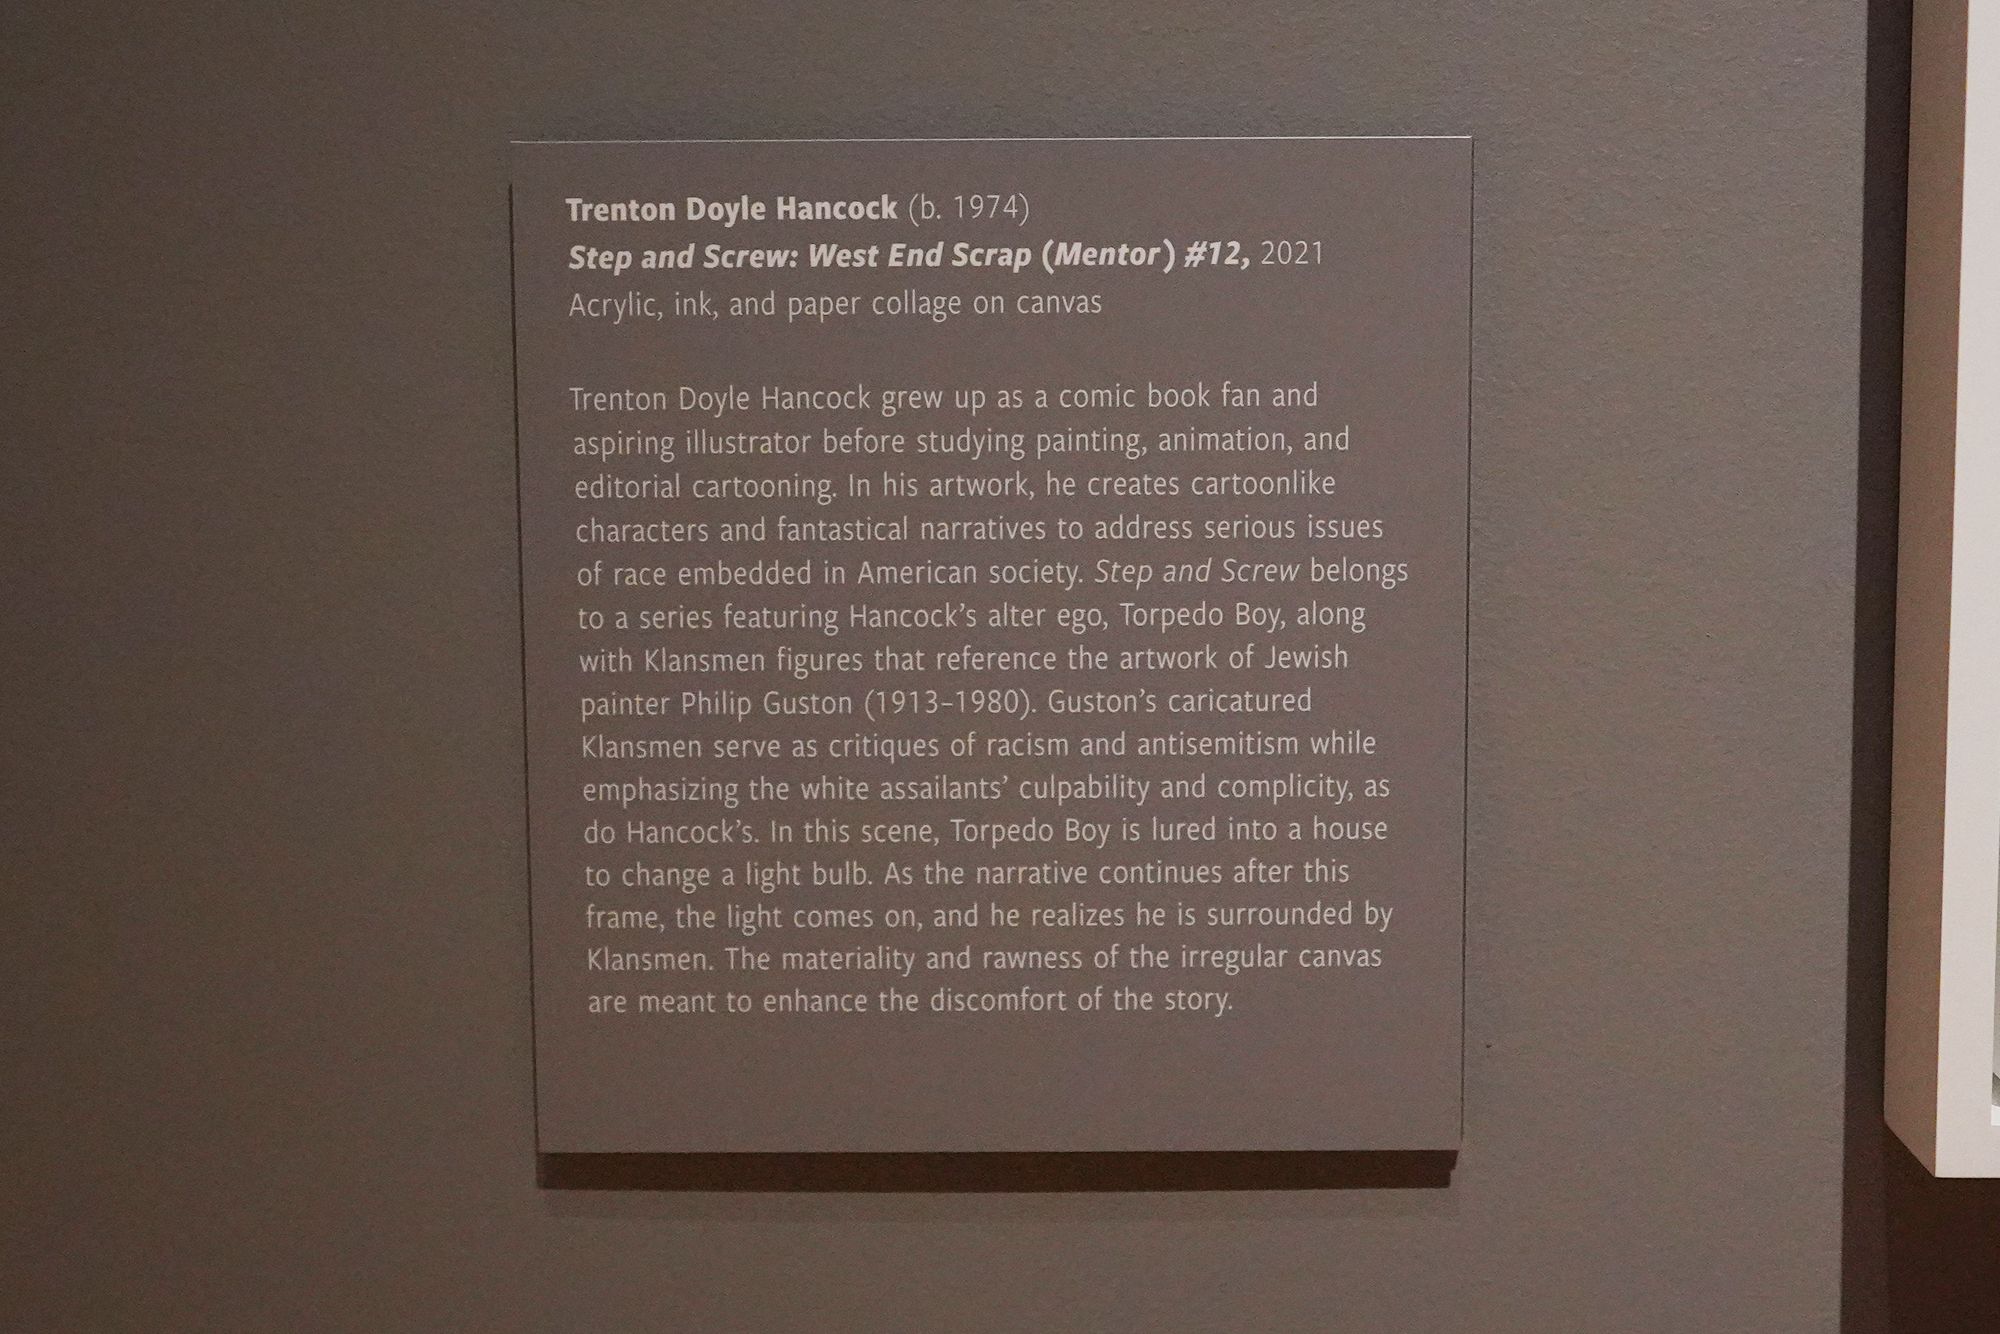 Trenton Doyle Hancock (b. 1974)
Step and Screw: West End Scrap (Mentor) #12, 2021
Acrylic, ink, and paper collage on canvas
Trenton Doyle Hancock grew up as a comic book fan and
aspiring illustrator before studying painting, animation, and
editorial cartooning. In his artwork, he creates cartoonlike
characters and fantastical narratives to address serious issues
of race embedded in American society. Step and Screw belongs
to a series featuring Hancock’s alter ego, Torpedo Boy, along
with Klansmen figures that reference the artwork of Jewish
painter Philip Guston (1913–1980). Guston’s caricatured
Klansmen serve as critiques of racism and antisemitism while
emphasizing the white assailants’ culpability and complicity, as
do Hancock’s. In this scene, Torpedo Boy is lured into a house
to change a light bulb. As the narrative continues after this
frame, the light comes on, and he realizes he is surrounded by
Klansmen. The materiality and rawness of the irregular canvas
are meant to enhance the discomfort of the story.